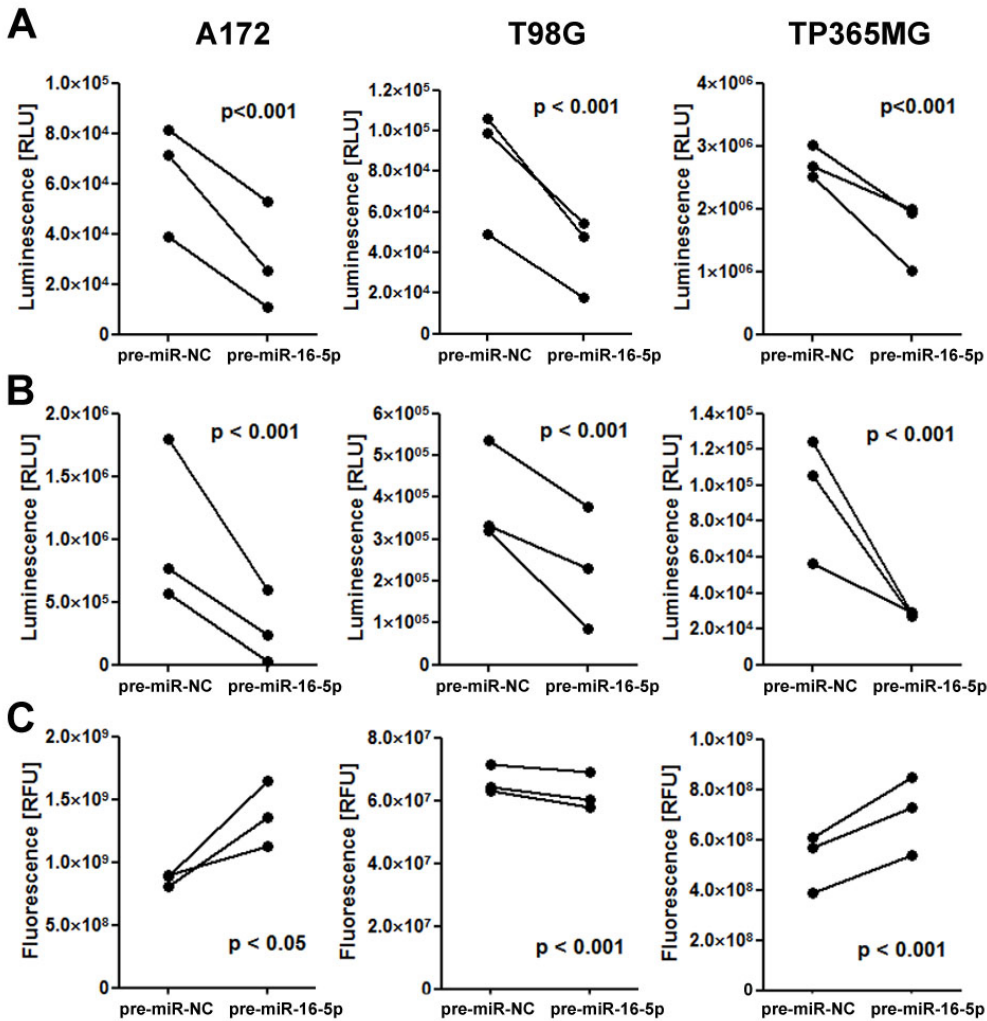 A
A172
T98G
TP365MG
Luminescence [RLU]
1.0×10⁵
8.0×10⁴
6.0×10⁴
4.0×10⁴
2.0×10⁴
0
p<0.001
pre-miR-NC pre-miR-16-5p
Luminescence [RLU]
1.2×10⁵
1.0×10⁵
8.0×10⁴
6.0×10⁴
4.0×10⁴
2.0×10⁴
0
p < 0.001
pre-miR-NC pre-miR-16-5p
Luminescence [RLU]
4×10⁰⁶
3×10⁰⁶
2×10⁰⁶
1×10⁰⁶
0
p<0.001
pre-miR-NC pre-miR-16-5p
B
Luminescence [RLU]
2.0×10⁶
1.5×10⁶
1.0×10⁶
5.0×10⁵
0
p < 0.001
pre-miR-NC pre-miR-16-5p
Luminescence [RLU]
6×10⁰⁵
5×10⁰⁵
4×10⁰⁵
3×10⁰⁵
2×10⁰⁵
1×10⁰⁵
0
p < 0.001
pre-miR-NC pre-miR-16-5p
Luminescence [RLU]
1.4×10⁵
1.2×10⁵
1.0×10⁵
8.0×10⁴
6.0×10⁴
4.0×10⁴
2.0×10⁴
0
p < 0.001
pre-miR-NC pre-miR-16-5p
C
Fluorescence [RFU]
2.0×10⁹
1.5×10⁹
1.0×10⁹
5.0×10⁸
0
p < 0.05
pre-miR-NC pre-miR-16-5p
Fluorescence [RFU]
8.0×10⁷
6.0×10⁷
4.0×10⁷
2.0×10⁷
0
p < 0.001
pre-miR-NC pre-miR-16-5p
Fluorescence [RFU]
1.0×10⁹
8.0×10⁸
6.0×10⁸
4.0×10⁸
2.0×10⁸
0
p < 0.001
pre-miR-NC pre-miR-16-5p